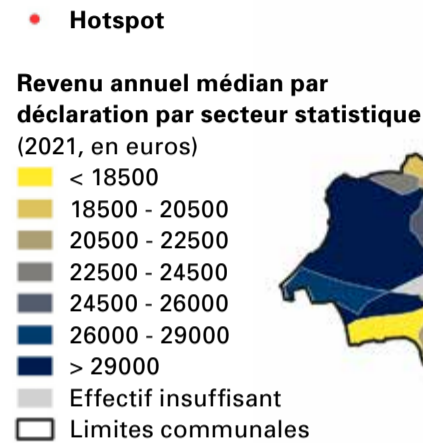 Hotspot
Revenu annuel médian par
déclaration par secteur statistique
(2021, en euros)
< 18500
18500 - 20500
20500 - 22500
22500 - 24500
24500 - 26000
26000 - 29000
> 29000
Effectif insuffisant
Limites communales